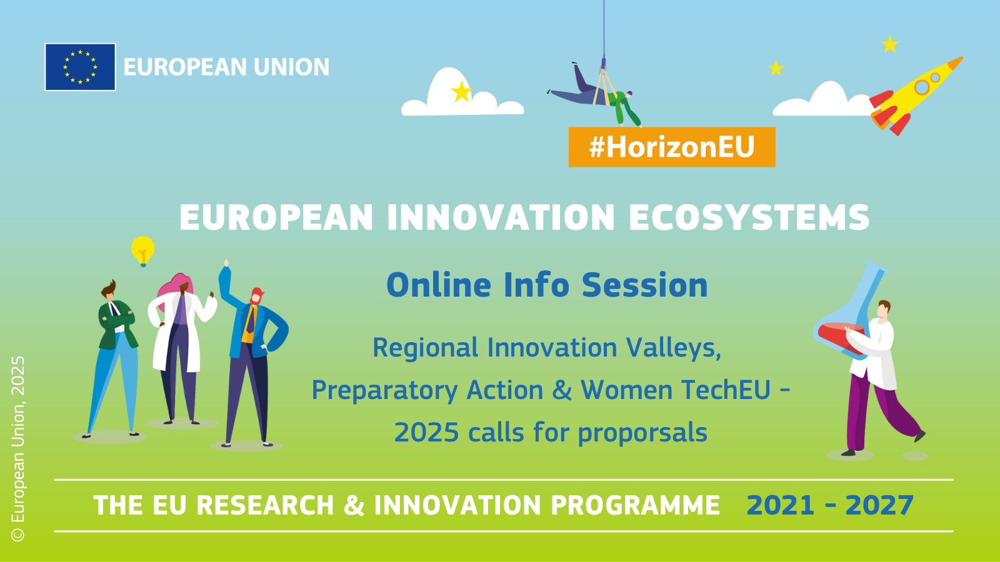 EUROPEAN UNION
#HorizonEU
EUROPEAN INNOVATION ECOSYSTEMS
Online Info Session
Regional Innovation Valleys,
Preparatory Action & Women TechEU -
2025 calls for proporsals
THE EU RESEARCH & INNOVATION PROGRAMME 2021 - 2027
© European Union, 2025